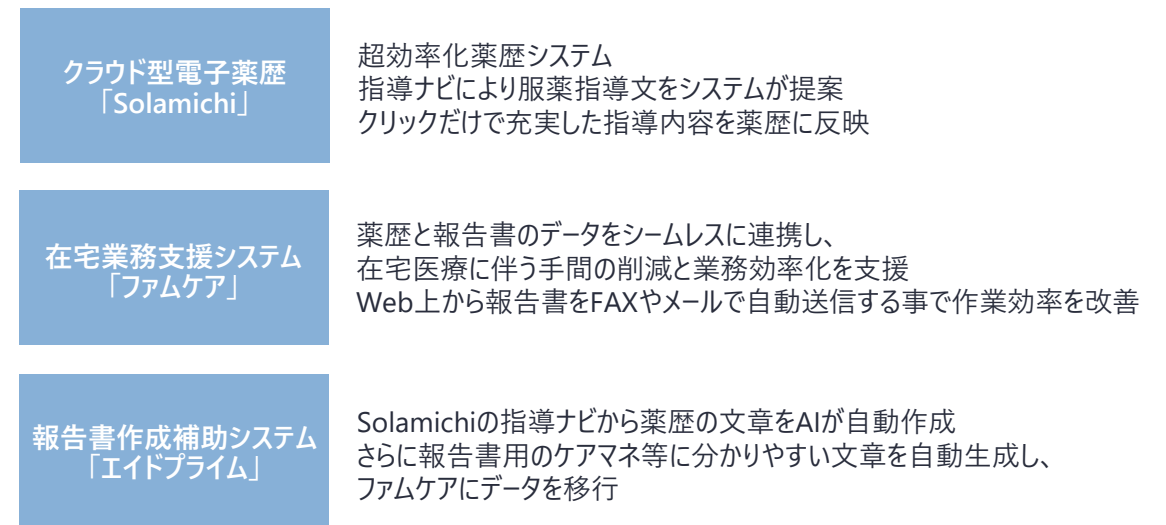 クラウド型電子薬歴
「Solamichi」
超効率化薬歴システム
指導ナビにより服薬指導文をシステムが提案
クリックだけで充実した指導内容を薬歴に反映
在宅業務支援システム
「ファムケア」
薬歴と報告書のデータをシームレスに連携し、
在宅医療に伴う手間の削減と業務効率化を支援
Web上から報告書をFAXやメールで自動送信する事で作業効率を改善
報告書作成補助システム
「エイドプライム」
Solamichiの指導ナビから薬歴の文章をAIが自動作成
さらに報告書用のケアマネ等に分かりやすい文章を自動生成し、
ファムケアにデータを移行